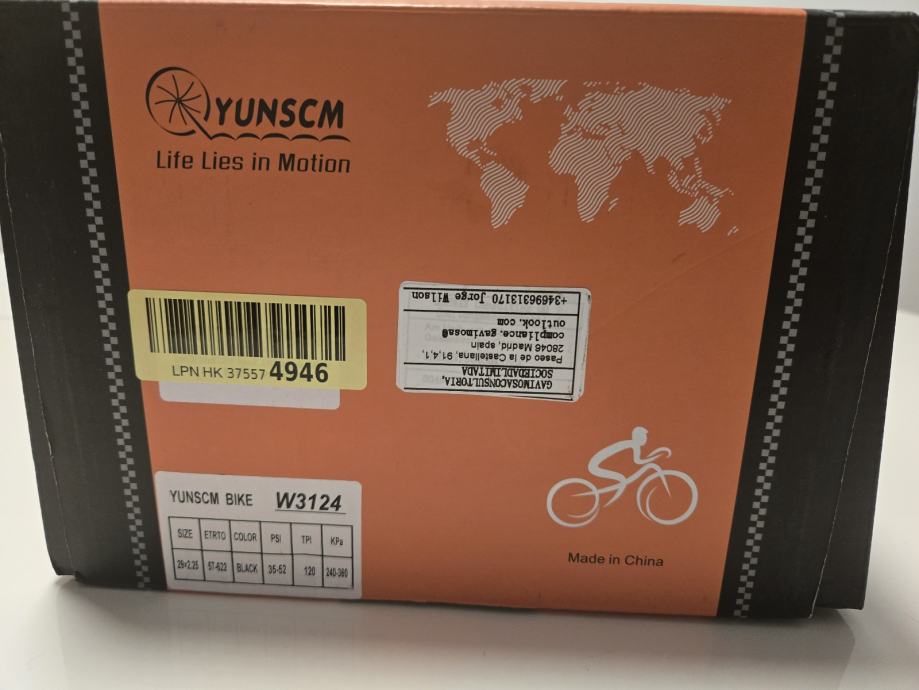 YUNSCM
Life Lies in Motion
LPN HK 37557 4946
GAVIMOSACONSULTORIA,
SOCIEDADLIMITADA
Paseo de la Castellana, 91,4,1,
28046 Madrid, spain
compliance.gavimosa@
outlook.com
+34696313170 Jorge Wilson
YUNSCM BIKE W3124
SIZE ETRTO COLOR PSI TPI KPa
29×2.25 57-622 BLACK 35-52 120 240-360
Made in China